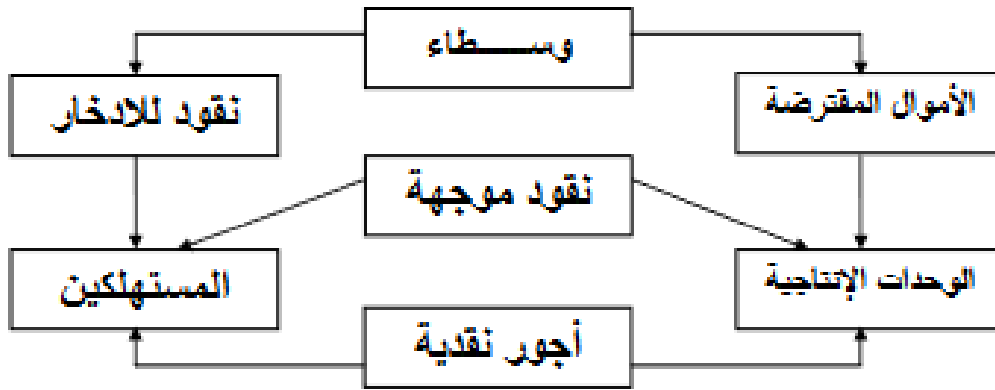 وســـــطاء
الأموال المقترضة
نقود للادخار
نقود موجهة
الوحدات الإنتاجية
المستهلكين
أجور نقدية